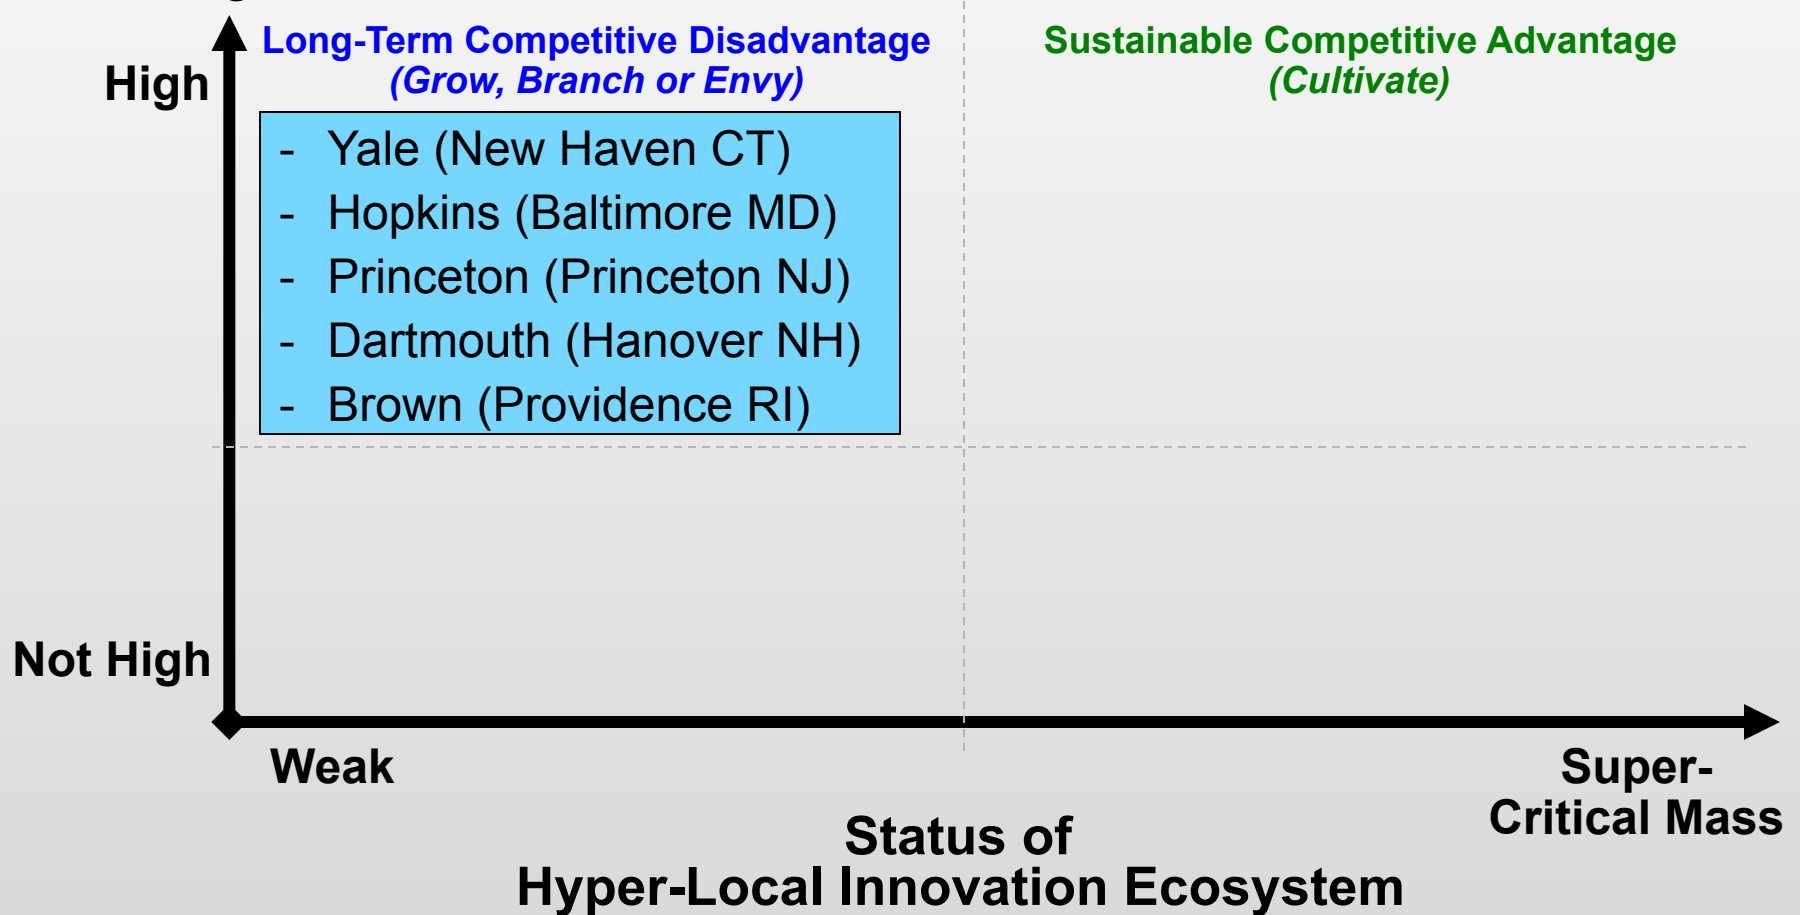 Long-Term Competitive Disadvantage
(Grow, Branch or Envy)
Sustainable Competitive Advantage
(Cultivate)
High
- Yale (New Haven CT)
- Hopkins (Baltimore MD)
- Princeton (Princeton NJ)
- Dartmouth (Hanover NH)
- Brown (Providence RI)
Not High
Weak
Super-
Critical Mass
Status of
Hyper-Local Innovation Ecosystem